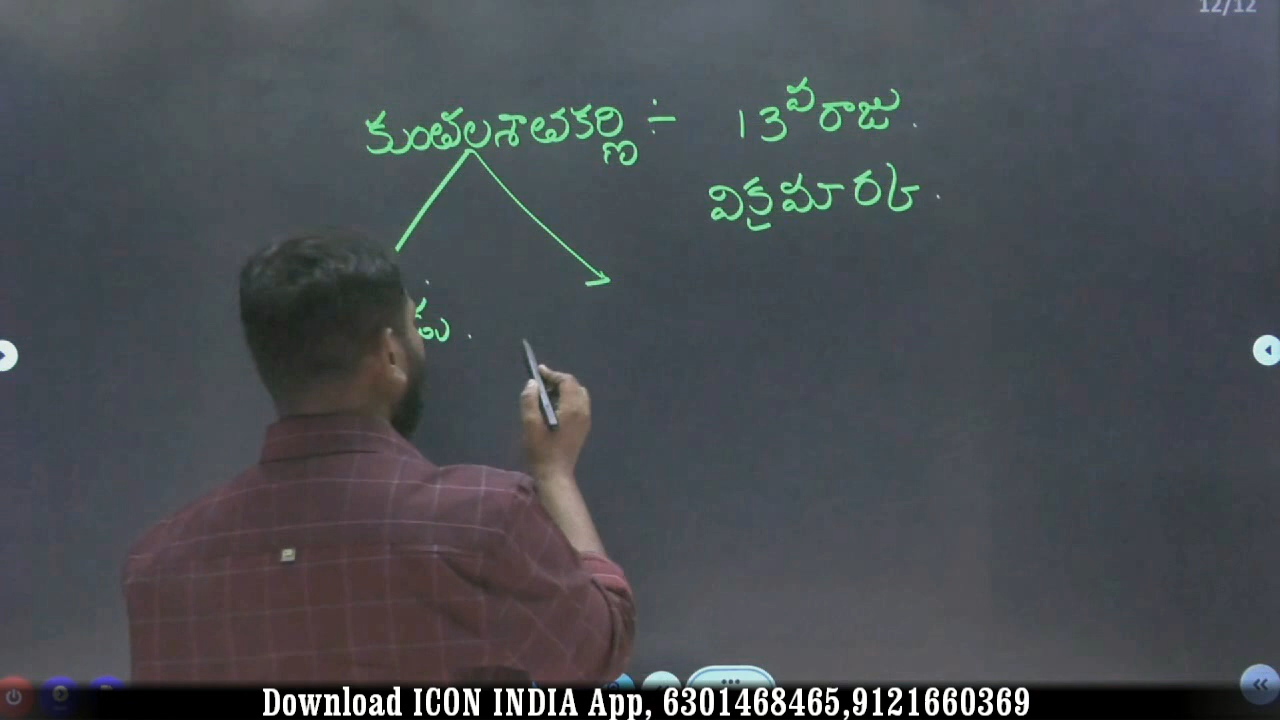 12/12
కుంతలశాతకర్ణి ÷ 13వ రాజు.
విక్రమార్క.
డు.
Download ICON INDIA App, 6301468465,9121660369